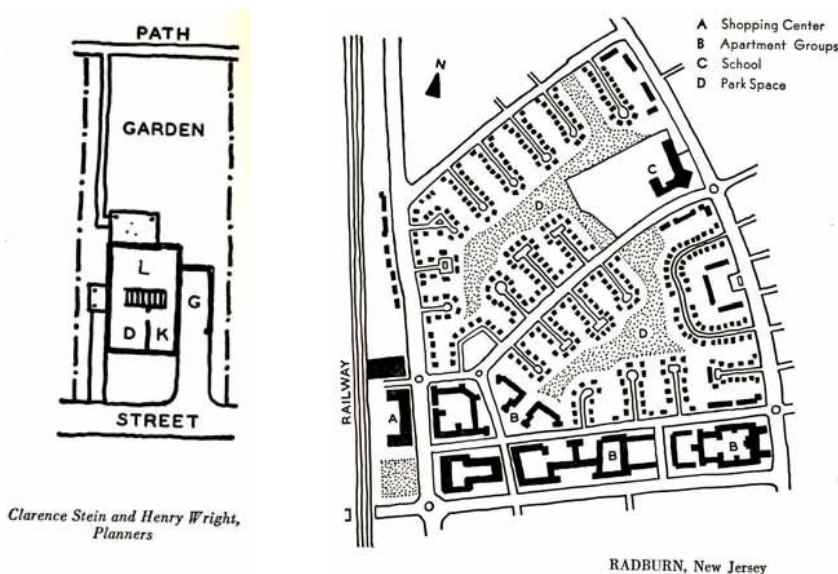 PATH
GARDEN
L
G
D
K
STREET
Clarence Stein and Henry Wright,
Planners
A Shopping Center
B Apartment Groups
C School
D Park Space
N
C
D
D
RAILWAY
A
B
B
B
RADBURN, New Jersey